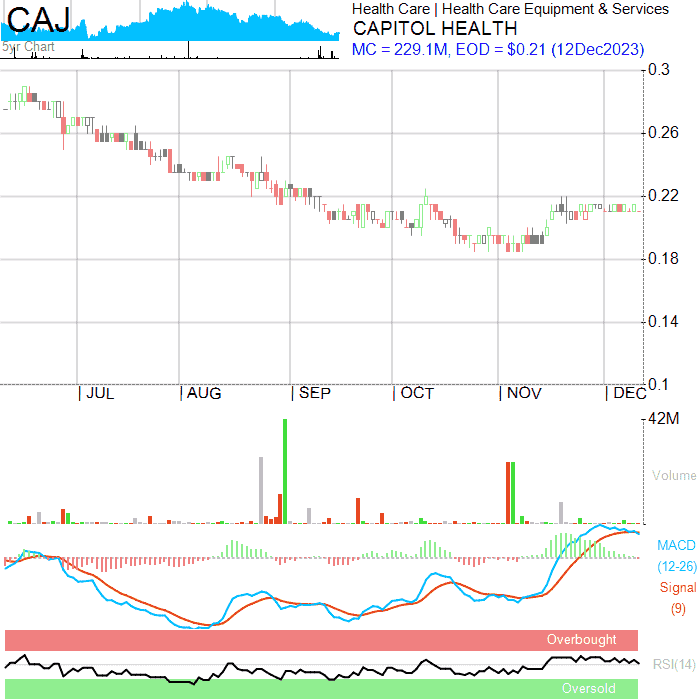 CAJ
5yr Chart
Health Care | Health Care Equipment & Services
CAPITOL HEALTH
MC = 229.1M, EOD = $0.21 (12Dec2023)
0.3
0.26
0.22
0.18
0.14
0.1
| JUL | AUG | SEP | OCT | NOV | DEC
42M
Volume
MACD
(12-26)
Signal
(9)
Overbought
RSI(14)
Oversold